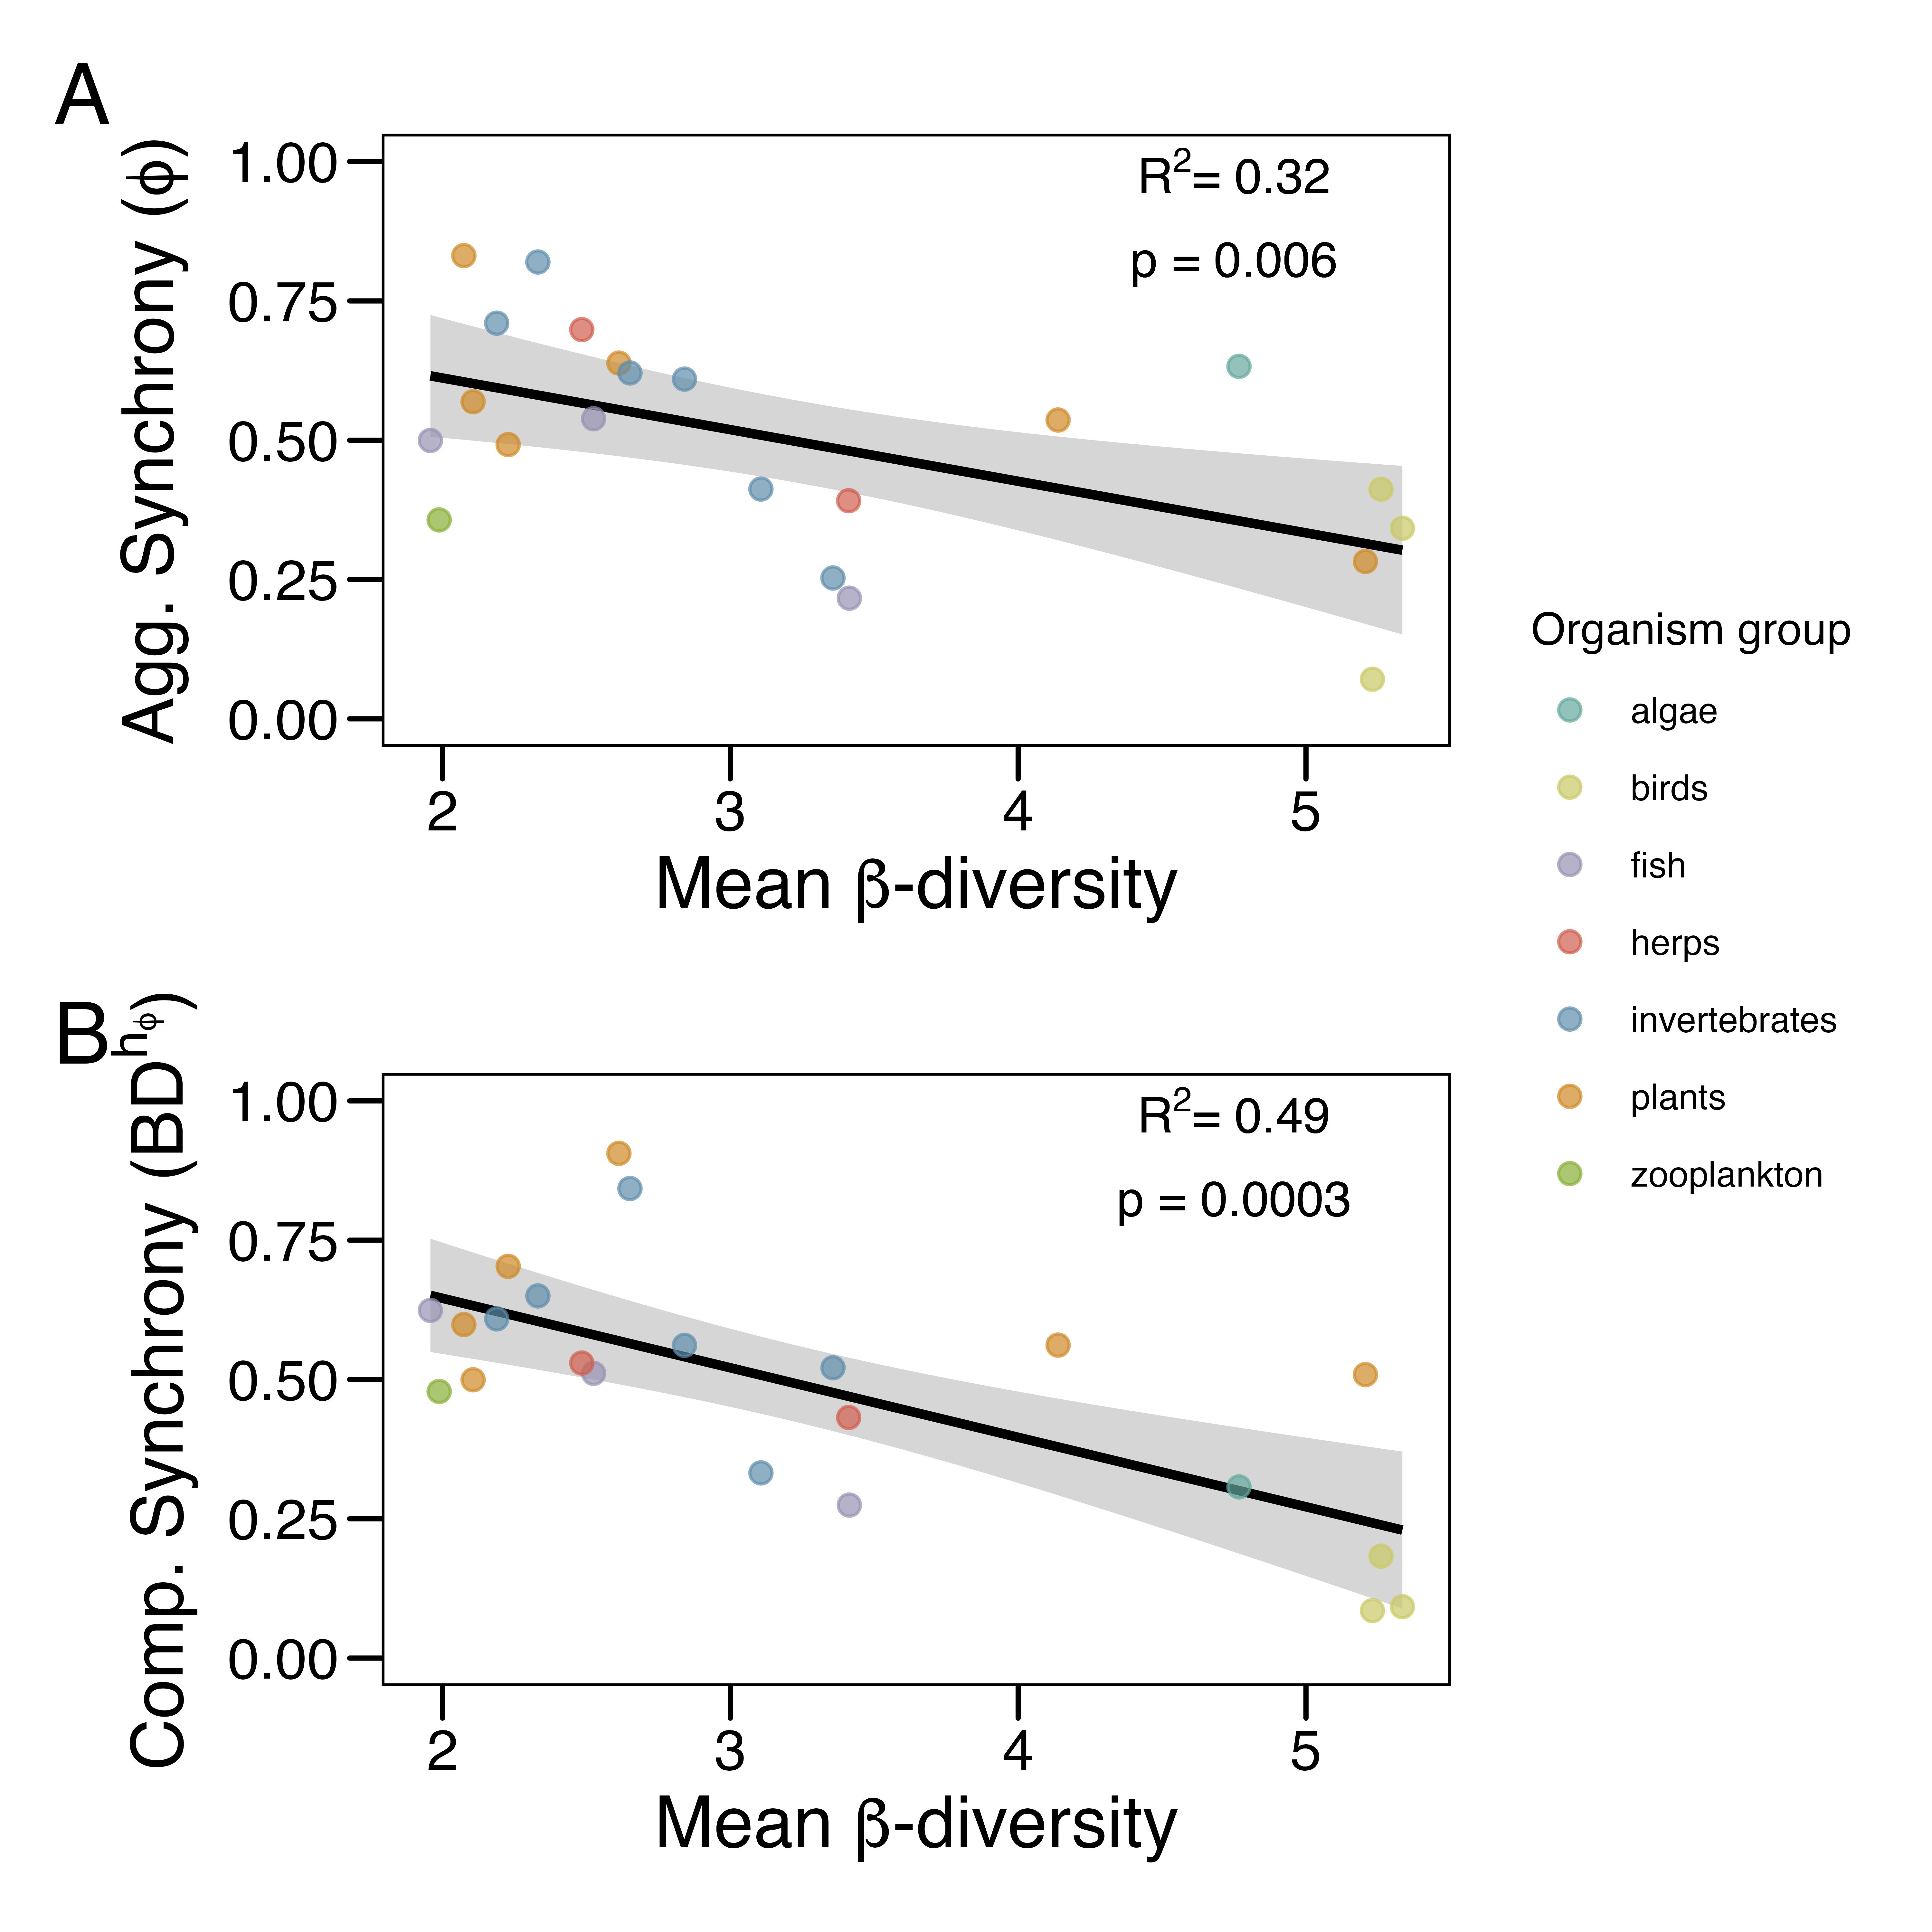 A
Agg. Synchrony (ϕ)
1.00
0.75
0.50
0.25
0.00
R²= 0.32
p = 0.006
2 3 4 5
Mean β-diversity
Organism group
algae
birds
fish
herps
invertebrates
plants
zooplankton
B
Comp. Synchrony (BDʰᵩ)
1.00
0.75
0.50
0.25
0.00
R²= 0.49
p = 0.0003
2 3 4 5
Mean β-diversity